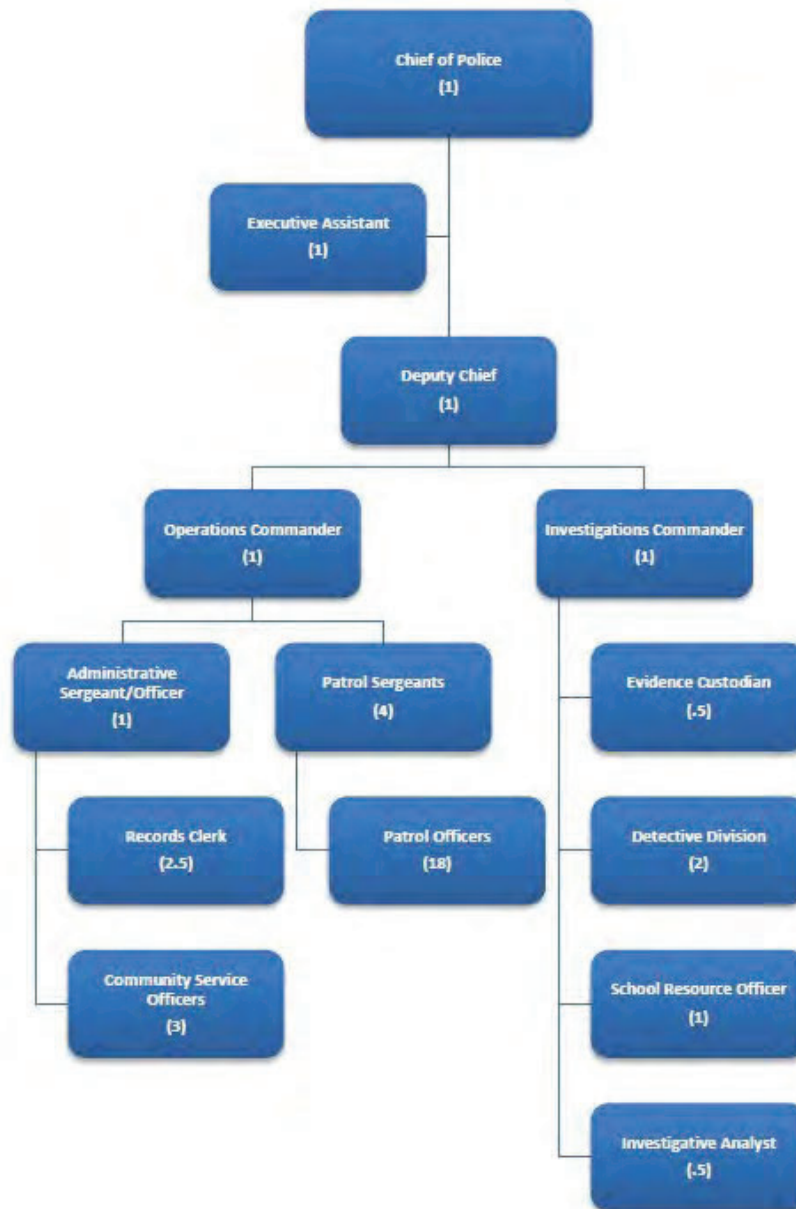 Chief of Police
(1)
Executive Assistant
(1)
Deputy Chief
(1)
Operations Commander
(1)
Investigations Commander
(1)
Administrative
Sergeant/Officer
(1)
Patrol Sergeants
(4)
Evidence Custodian
(.5)
Records Clerk
(2.5)
Patrol Officers
(18)
Detective Division
(2)
Community Service
Officers
(3)
School Resource Officer
(1)
Investigative Analyst
(.5)